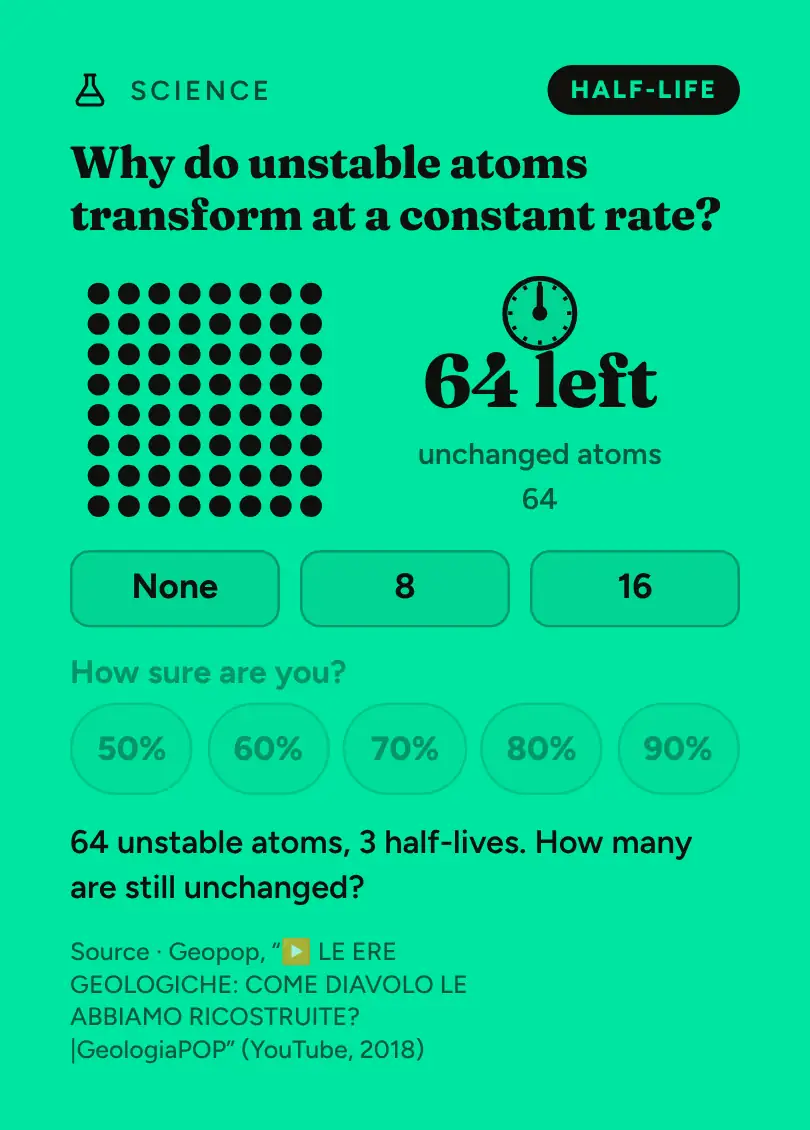 SCIENCE
HALF-LIFE
Why do unstable atoms
transform at a constant rate?
64 left
unchanged atoms
64
None
8
16
How sure are you?
50%
60%
70%
80%
90%
64 unstable atoms, 3 half-lives. How many
are still unchanged?
Source · Geopop, “▶️ LE ERE
GEOLOGICHE: COME DIAVOLO LE
ABBIAMO RICOSTRUITE?
|GeologiaPOP” (YouTube, 2018)